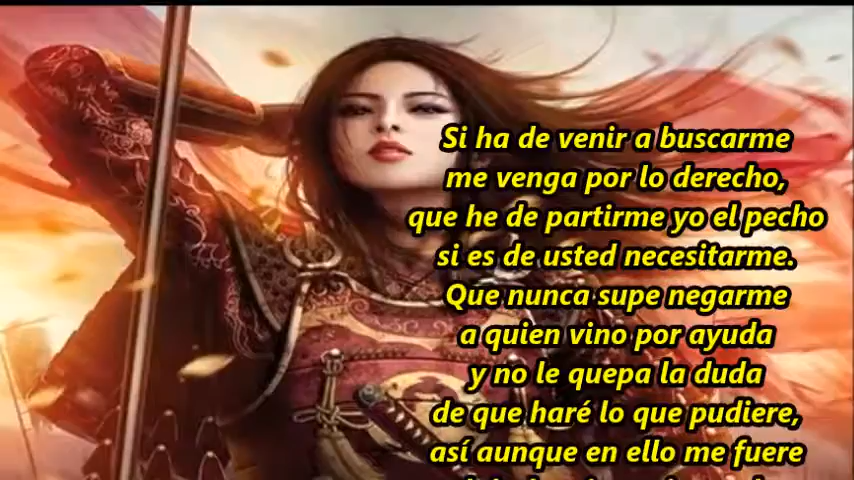 Si ha de venir a buscarme
me venga por lo derecho,
que he de partirme yo el pecho
si es de usted necesitarme.
Que nunca supe negarme
a quien vino por ayuda
y no le quepa la duda
de que haré lo que pudiere,
así aunque en ello me fuere